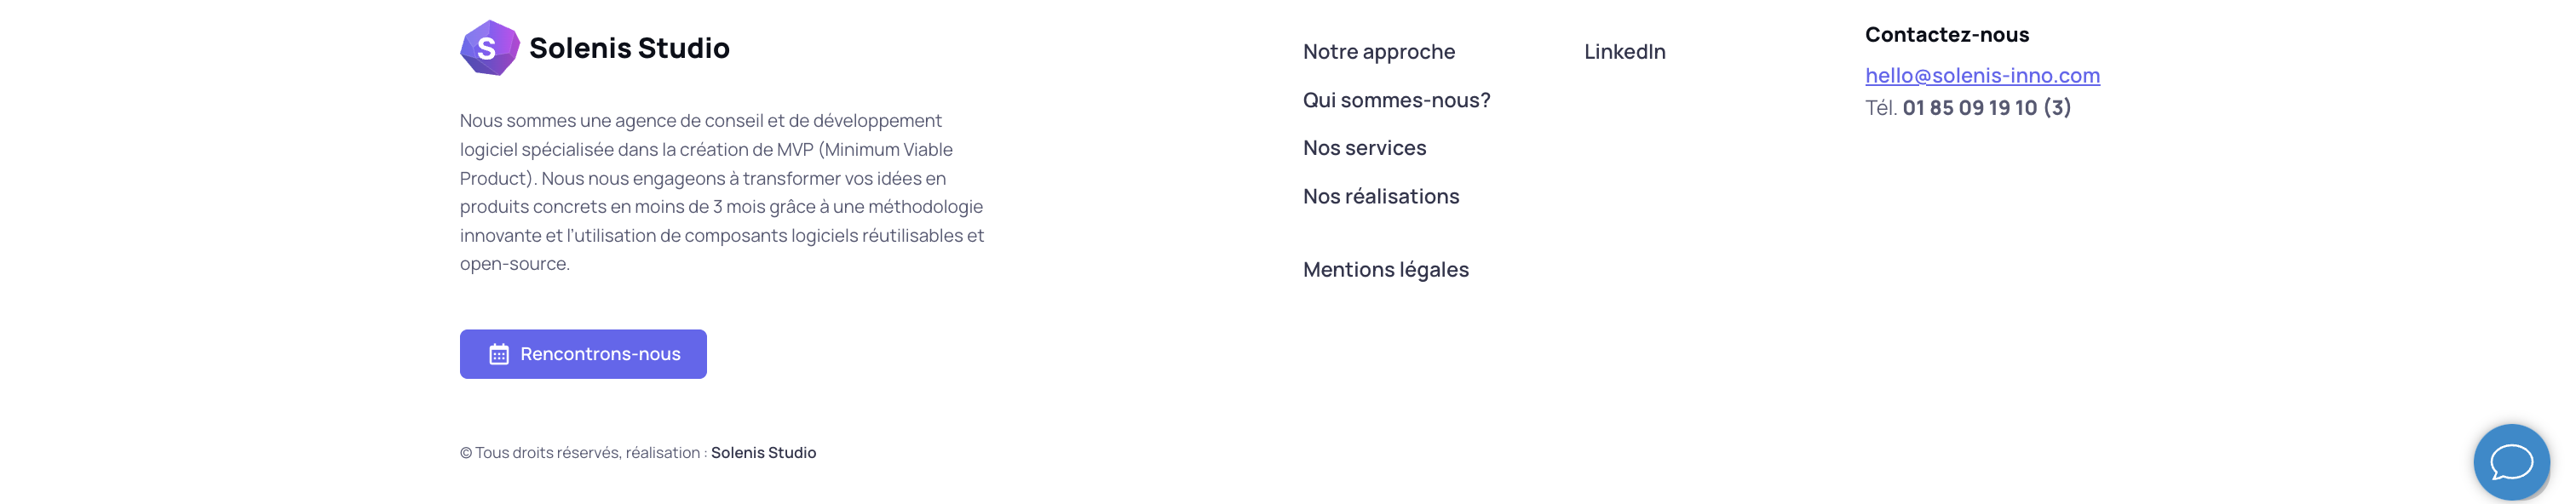 S Solenis Studio
Nous sommes une agence de conseil et de développement
logiciel spécialisée dans la création de MVP (Minimum Viable
Product). Nous nous engageons à transformer vos idées en
produits concrets en moins de 3 mois grâce à une méthodologie
innovante et l’utilisation de composants logiciels réutilisables et
open-source.
Rencontrons-nous
Notre approche
Qui sommes-nous?
Nos services
Nos réalisations
Mentions légales
LinkedIn
Contactez-nous
hello@solenis-inno.com
Tél. 01 85 09 19 10 (3)
© Tous droits réservés, réalisation : Solenis Studio